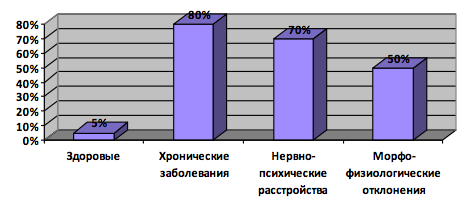 80%
70%
60%
50%
40%
30%
20%
10%
0%
5%
80%
70%
50%
Здоровые
Хронические
заболевания
Нервно-
психические
расстройства
Морфо-
физиологические
отклонения